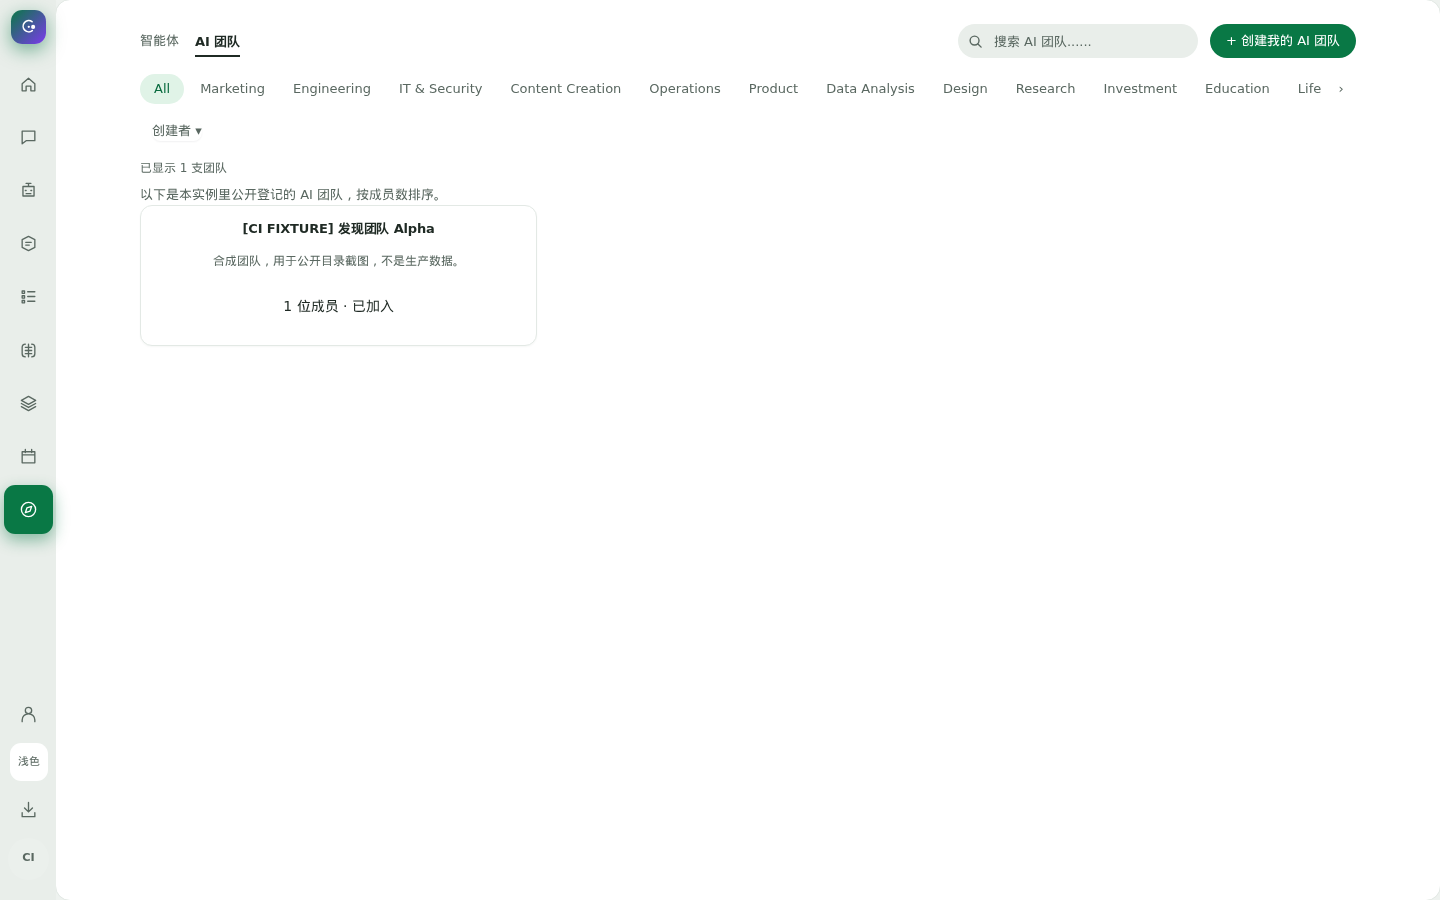 智能体 AI 团队 搜索 AI 团队...... + 创建我的 AI 团队
All Marketing Engineering IT & Security Content Creation Operations Product Data Analysis Design Research Investment Education Life ›
创建者 ▾
已显示 1 支团队
以下是本实例里公开登记的 AI 团队，按成员数排序。
[CI FIXTURE] 发现团队 Alpha
合成团队，用于公开目录截图，不是生产数据。
1 位成员 · 已加入
浅色
CI